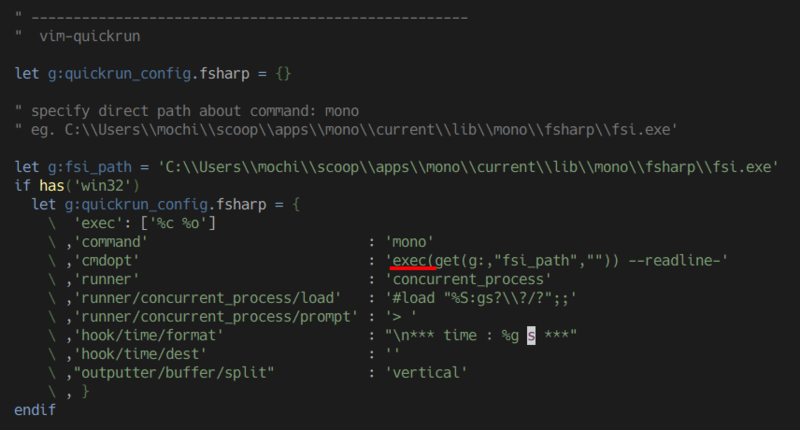 " ----------------------------------------------------
"  vim-quickrun
let g:quickrun_config.fsharp = {}
" specify direct path about command: mono
" eg. C:\\Users\\mochi\\scoop\\apps\\mono\\current\\lib\\mono\\fsharp\\fsi.exe'
let g:fsi_path = 'C:\\Users\\mochi\\scoop\\apps\\mono\\current\\lib\\mono\\fsharp\\fsi.exe'
if has('win32')
  let g:quickrun_config.fsharp = {
    \  'exec': ['%c %o']
    \ ,'command'                           : 'mono'
    \ ,'cmdopt'                            : 'exec(get(g:,"fsi_path","")) --readline-'
    \ ,'runner'                            : 'concurrent_process'
    \ ,'runner/concurrent_process/load'    : '#load "%S:gs?\\?/?";;'
    \ ,'runner/concurrent_process/prompt'  : '> '
    \ ,'hook/time/format'                  : "\n*** time : %g s ***"
    \ ,'hook/time/dest'                    : ''
    \ ,"outputter/buffer/split"            : 'vertical'
    \ , }
endif